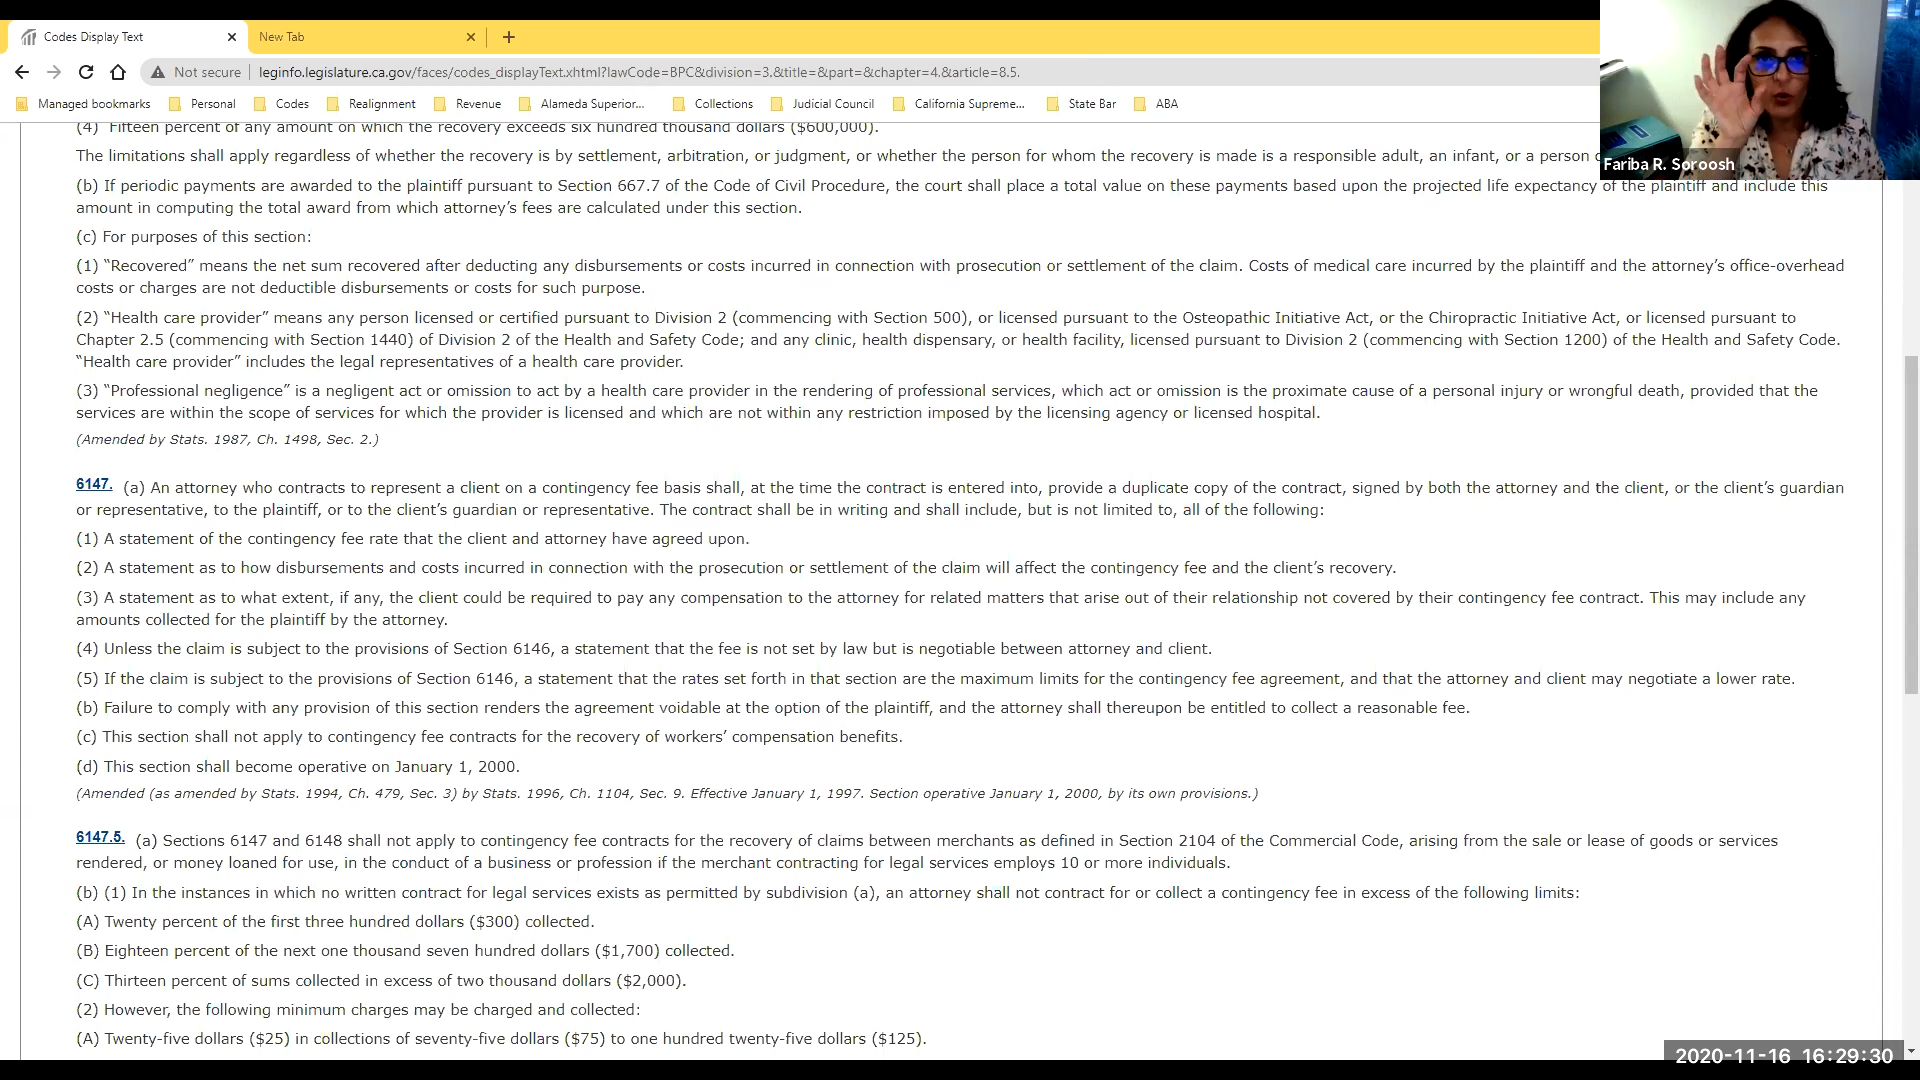 Codes Display Text
New Tab
Not secure
leginfo.legislature.ca.gov/faces/codes_displayText.xhtml?lawCode=BPC&division=3.&title=&part=&chapter=4.&article=8.5.
Managed bookmarks Personal Codes Realignment Revenue Alameda Superior... Collections Judicial Council California Supreme... State Bar ABA
Fariba R. Soroosh
(4) Fifteen percent of any amount on which the recovery exceeds six hundred thousand dollars ($600,000).
The limitations shall apply regardless of whether the recovery is by settlement, arbitration, or judgment, or whether the person for whom the recovery is made is a responsible adult, an infant, or a person
(b) If periodic payments are awarded to the plaintiff pursuant to Section 667.7 of the Code of Civil Procedure, the court shall place a total value on these payments based upon the projected life expectancy of the plaintiff and include this
amount in computing the total award from which attorney's fees are calculated under this section.
(c) For purposes of this section:
(1) “Recovered” means the net sum recovered after deducting any disbursements or costs incurred in connection with prosecution or settlement of the claim. Costs of medical care incurred by the plaintiff and the attorney's office-overhead
costs or charges are not deductible disbursements or costs for such purpose.
(2) “Health care provider” means any person licensed or certified pursuant to Division 2 (commencing with Section 500), or licensed pursuant to the Osteopathic Initiative Act, or the Chiropractic Initiative Act, or licensed pursuant to
Chapter 2.5 (commencing with Section 1440) of Division 2 of the Health and Safety Code; and any clinic, health dispensary, or health facility, licensed pursuant to Division 2 (commencing with Section 1200) of the Health and Safety Code.
“Health care provider” includes the legal representatives of a health care provider.
(3) “Professional negligence” is a negligent act or omission to act by a health care provider in the rendering of professional services, which act or omission is the proximate cause of a personal injury or wrongful death, provided that the
services are within the scope of services for which the provider is licensed and which are not within any restriction imposed by the licensing agency or licensed hospital.
(Amended by Stats. 1987, Ch. 1498, Sec. 2.)
6147. (a) An attorney who contracts to represent a client on a contingency fee basis shall, at the time the contract is entered into, provide a duplicate copy of the contract, signed by both the attorney and the client, or the client's guardian
or representative, to the plaintiff, or to the client's guardian or representative. The contract shall be in writing and shall include, but is not limited to, all of the following:
(1) A statement of the contingency fee rate that the client and attorney have agreed upon.
(2) A statement as to how disbursements and costs incurred in connection with the prosecution or settlement of the claim will affect the contingency fee and the client's recovery.
(3) A statement as to what extent, if any, the client could be required to pay any compensation to the attorney for related matters that arise out of their relationship not covered by their contingency fee contract. This may include any
amounts collected for the plaintiff by the attorney.
(4) Unless the claim is subject to the provisions of Section 6146, a statement that the fee is not set by law but is negotiable between attorney and client.
(5) If the claim is subject to the provisions of Section 6146, a statement that the rates set forth in that section are the maximum limits for the contingency fee agreement, and that the attorney and client may negotiate a lower rate.
(b) Failure to comply with any provision of this section renders the agreement voidable at the option of the plaintiff, and the attorney shall thereupon be entitled to collect a reasonable fee.
(c) This section shall not apply to contingency fee contracts for the recovery of workers' compensation benefits.
(d) This section shall become operative on January 1, 2000.
(Amended (as amended by Stats. 1994, Ch. 479, Sec. 3) by Stats. 1996, Ch. 1104, Sec. 9. Effective January 1, 1997. Section operative January 1, 2000, by its own provisions.)
6147.5. (a) Sections 6147 and 6148 shall not apply to contingency fee contracts for the recovery of claims between merchants as defined in Section 2104 of the Commercial Code, arising from the sale or lease of goods or services
rendered, or money loaned for use, in the conduct of a business or profession if the merchant contracting for legal services employs 10 or more individuals.
(b) (1) In the instances in which no written contract for legal services exists as permitted by subdivision (a), an attorney shall not contract for or collect a contingency fee in excess of the following limits:
(A) Twenty percent of the first three hundred dollars ($300) collected.
(B) Eighteen percent of the next one thousand seven hundred dollars ($1,700) collected.
(C) Thirteen percent of sums collected in excess of two thousand dollars ($2,000).
(2) However, the following minimum charges may be charged and collected:
(A) Twenty-five dollars ($25) in collections of seventy-five dollars ($75) to one hundred twenty-five dollars ($125).
2020-11-16 16:29:30